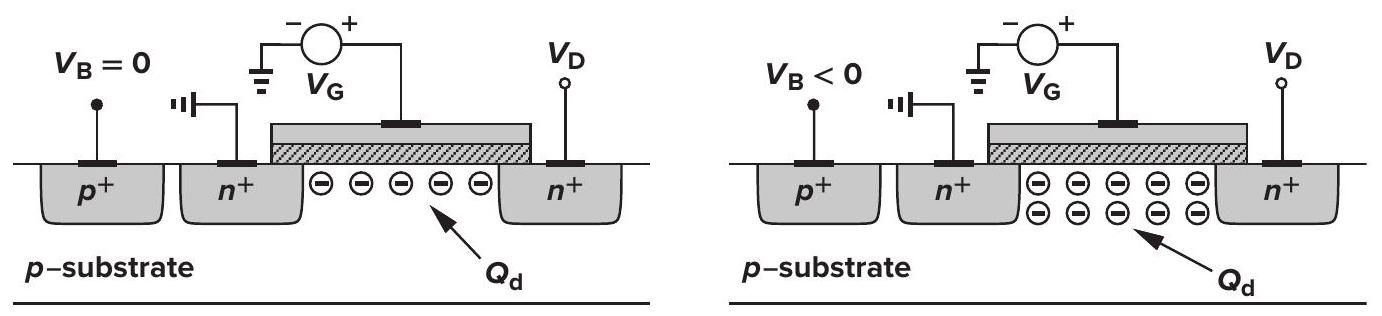 V_B = 0
− +
V_G
V_D
p+
n+
n+
Q_d
p–substrate
V_B < 0
− +
V_G
V_D
p+
n+
n+
Q_d
p–substrate